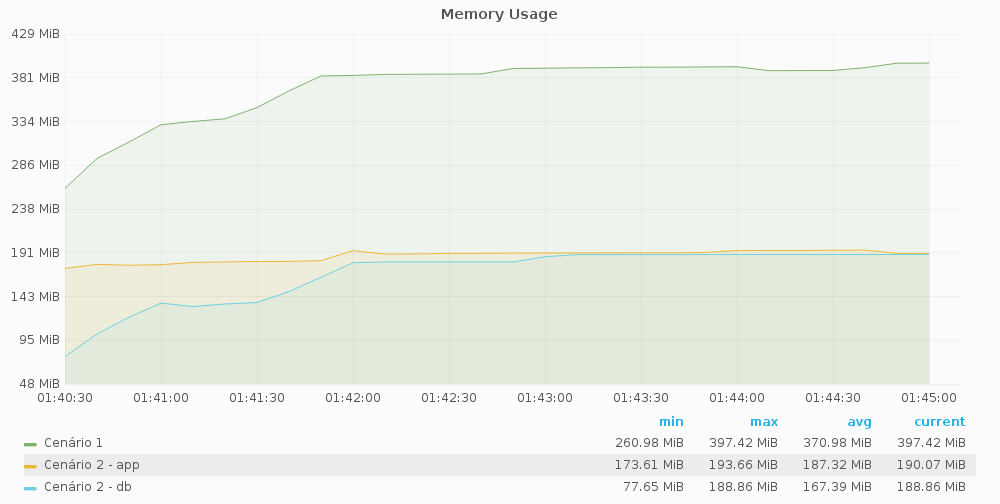 Memory Usage
429 MiB
381 MiB
334 MiB
286 MiB
238 MiB
191 MiB
143 MiB
95 MiB
48 MiB
01:40:30 01:41:00 01:41:30 01:42:00 01:42:30 01:43:00 01:43:30 01:44:00 01:44:30 01:45:00
min max avg current
Cenário 1 260.98 MiB 397.42 MiB 370.98 MiB 397.42 MiB
Cenário 2 - app 173.61 MiB 193.66 MiB 187.32 MiB 190.07 MiB
Cenário 2 - db 77.65 MiB 188.86 MiB 167.39 MiB 188.86 MiB